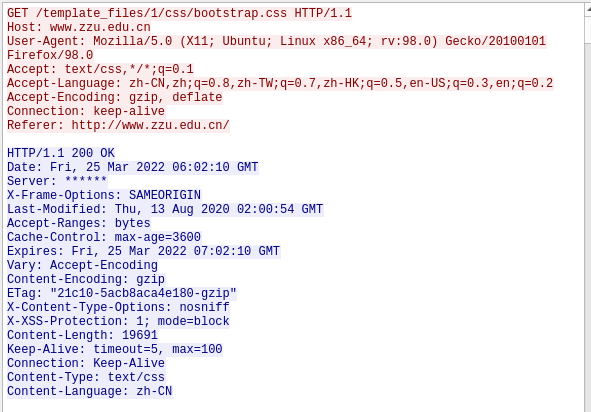 GET /template_files/1/css/bootstrap.css HTTP/1.1
Host: www.zzu.edu.cn
User-Agent: Mozilla/5.0 (X11; Ubuntu; Linux x86_64; rv:98.0) Gecko/20100101
Firefox/98.0
Accept: text/css,*/*;q=0.1
Accept-Language: zh-CN,zh;q=0.8,zh-TW;q=0.7,zh-HK;q=0.5,en-US;q=0.3,en;q=0.2
Accept-Encoding: gzip, deflate
Connection: keep-alive
Referer: http://www.zzu.edu.cn/

HTTP/1.1 200 OK
Date: Fri, 25 Mar 2022 06:02:10 GMT
Server: ******
X-Frame-Options: SAMEORIGIN
Last-Modified: Thu, 13 Aug 2020 02:00:54 GMT
Accept-Ranges: bytes
Cache-Control: max-age=3600
Expires: Fri, 25 Mar 2022 07:02:10 GMT
Vary: Accept-Encoding
Content-Encoding: gzip
ETag: "21c10-5acb8aca4e180-gzip"
X-Content-Type-Options: nosniff
X-XSS-Protection: 1; mode=block
Content-Length: 19691
Keep-Alive: timeout=5, max=100
Connection: Keep-Alive
Content-Type: text/css
Content-Language: zh-CN